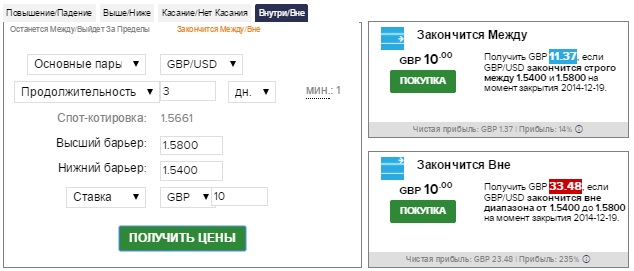 Повышение/Падение Выше/Ниже Касание/Нет Касания Внутри/Вне
Останется Между/Выйдет За Пределы Закончится Между/Вне
Основные пары GBP/USD
Продолжительность 3 дн. мин.: 1
Спот-котировка: 1.5661
Высший барьер: 1.5800
Нижний барьер: 1.5400
Ставка GBP 10
ПОЛУЧИТЬ ЦЕНЫ
Закончится Между
GBP 10.00
ПОКУПКА
Получить GBP 11.37, если
GBP/USD закончится строго
между 1.5400 и 1.5800 на
момент закрытия 2014-12-19.
Чистая прибыль: GBP 1.37 | Прибыль: 14%
Закончится Вне
GBP 10.00
ПОКУПКА
Получить GBP 33.48, если
GBP/USD закончится вне
диапазона от 1.5400 до 1.5800
на момент закрытия 2014-12-19.
Чистая прибыль: GBP 23.48 | Прибыль: 235%